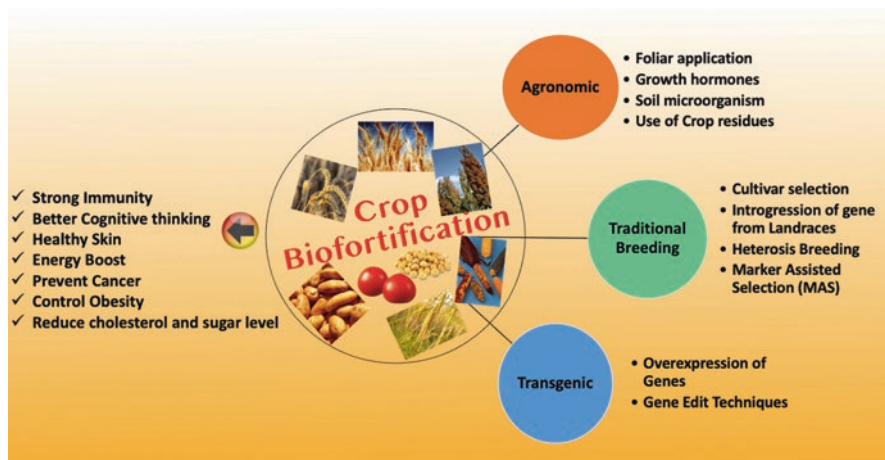 Strong Immunity
Better Cognitive thinking
Healthy Skin
Energy Boost
Prevent Cancer
Control Obesity
Reduce cholesterol and sugar level
Crop
Biofortification
Agronomic
• Foliar application
• Growth hormones
• Soil microorganism
• Use of Crop residues
Traditional
Breeding
• Cultivar selection
• Introgression of gene
from Landraces
• Heterosis Breeding
• Marker Assisted
Selection (MAS)
Transgenic
• Overexpression of
Genes
• Gene Edit Techniques